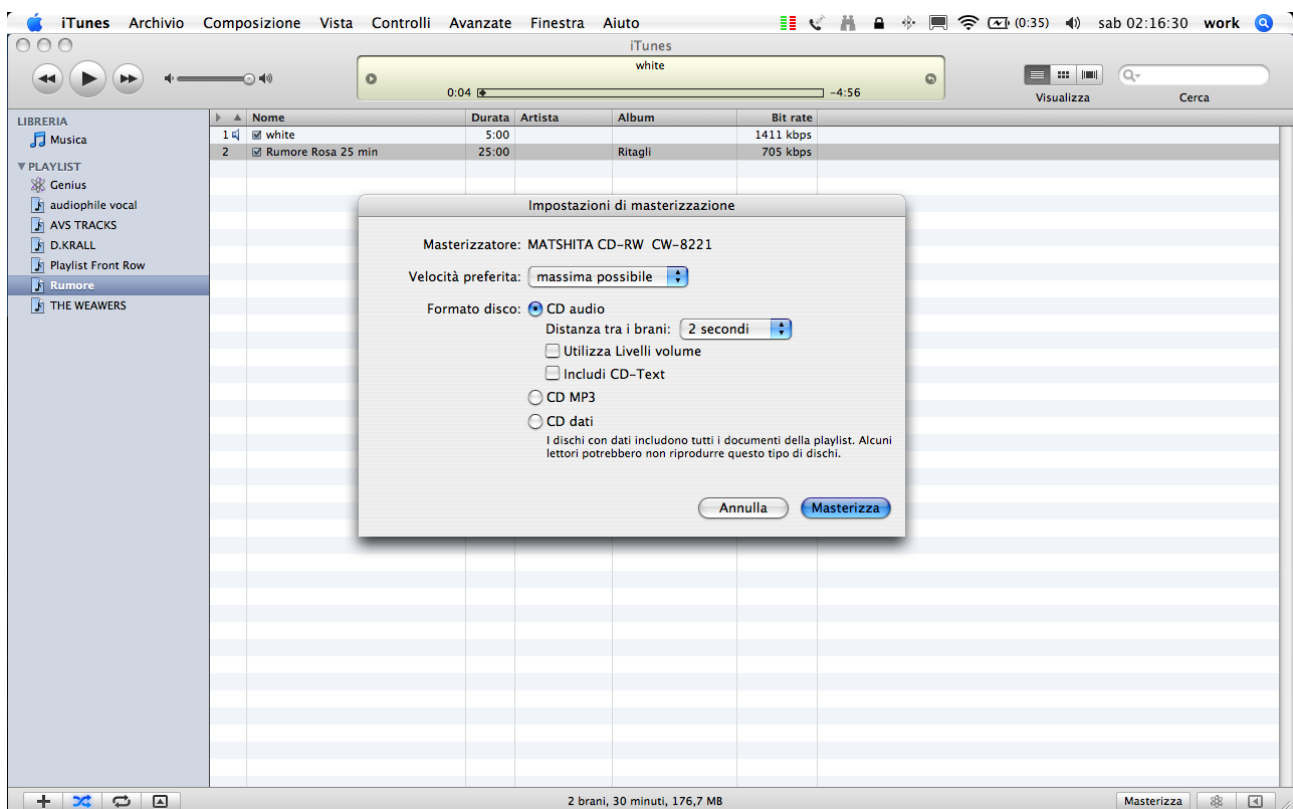 iTunes Archivio Composizione Vista Controlli Avanzate Finestra Aiuto (0:35) sab 02:16:30 work
iTunes
white
0:04 -4:56
Visualizza Cerca
LIBRERIA
Musica
PLAYLIST
Genius
audiophile vocal
AVS TRACKS
D.KRALL
Playlist Front Row
Rumore
THE WEAWERS
Nome Durata Artista Album Bit rate
1 white 5:00 1411 kbps
2 Rumore Rosa 25 min 25:00 Ritagli 705 kbps
Impostazioni di masterizzazione
Masterizzatore: MATSHITA CD-RW CW-8221
Velocità preferita: massima possibile
Formato disco: CD audio
Distanza tra i brani: 2 secondi
Utilizza Livelli volume
Includi CD-Text
CD MP3
CD dati
I dischi con dati includono tutti i documenti della playlist. Alcuni
lettori potrebbero non riprodurre questo tipo di dischi.
Annulla Masterizza
2 brani, 30 minuti, 176,7 MB
Masterizza